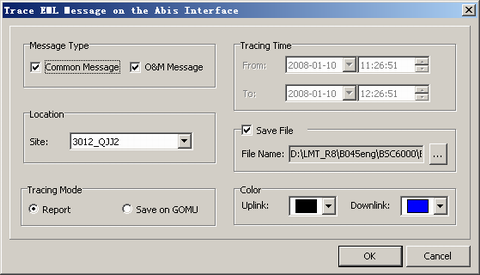 Trace EML Message on the Abis Interface
Message Type
Common Message
O&M Message
Tracing Time
From: 2008-01-10 11:26:51
To: 2008-01-10 12:26:51
Location
Site: 3012_QJJ2
Save File
File Name: D:\LMT_R8\B045eng\BSC6000\
...
Tracing Mode
Report
Save on GOMU
Color
Uplink:
Downlink:
OK
Cancel